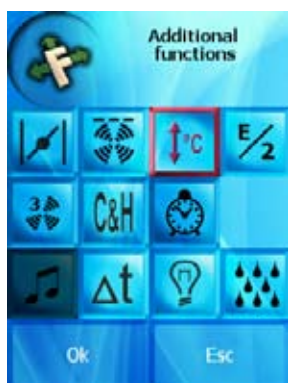 F
Additional
functions
°C
E/2
3
C&H
Δt
Ok
Esc